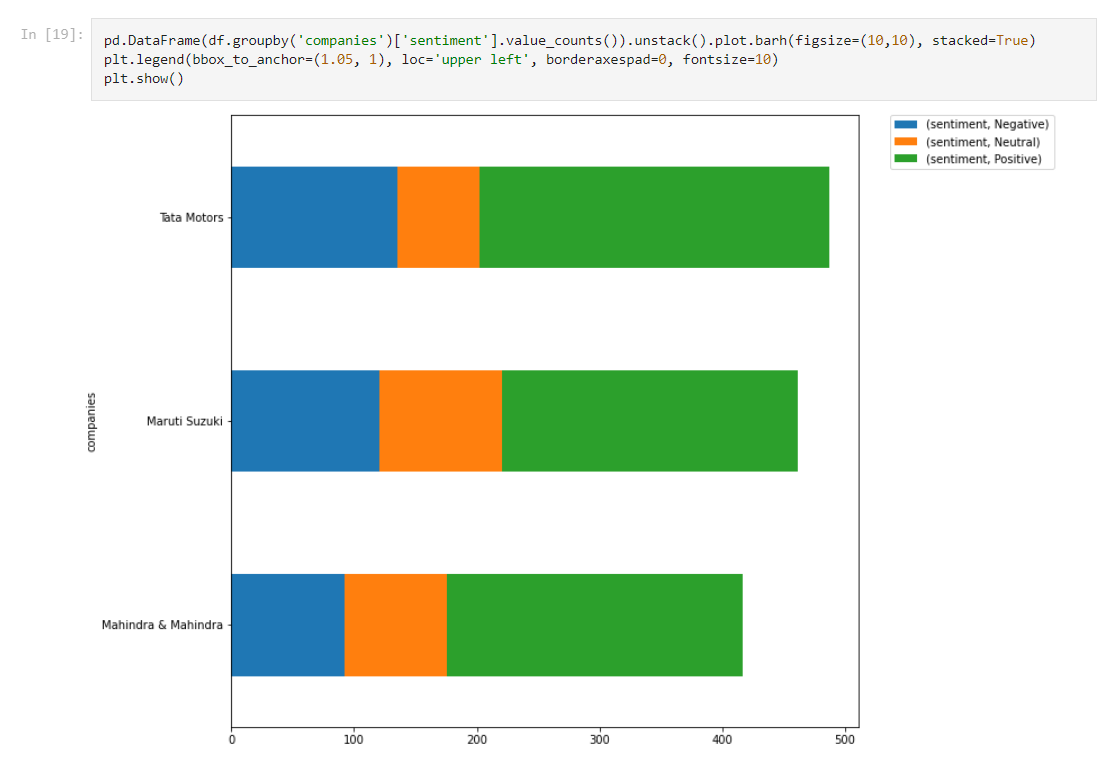 In [19]:
pd.DataFrame(df.groupby('companies')['sentiment'].value_counts()).unstack().plot.barh(figsize=(10,10), stacked=True)
plt.legend(bbox_to_anchor=(1.05, 1), loc='upper left', borderaxespad=0, fontsize=10)
plt.show()
(sentiment, Negative)
(sentiment, Neutral)
(sentiment, Positive)
Tata Motors
Maruti Suzuki
companies
Mahindra & Mahindra
0 100 200 300 400 500